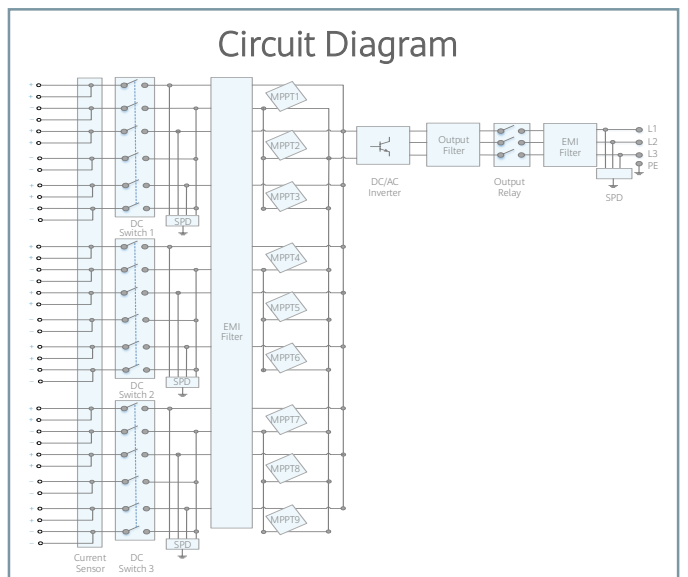 Circuit Diagram
MPPT1
MPPT2
MPPT3
DC
Switch 1
SPD
DC/AC
Inverter
Output
Filter
Output
Relay
EMI
Filter
L1
L2
L3
PE
SPD
MPPT4
MPPT5
MPPT6
EMI
Filter
DC
Switch 2
SPD
MPPT7
MPPT8
MPPT9
SPD
Current
Sensor
DC
Switch 3